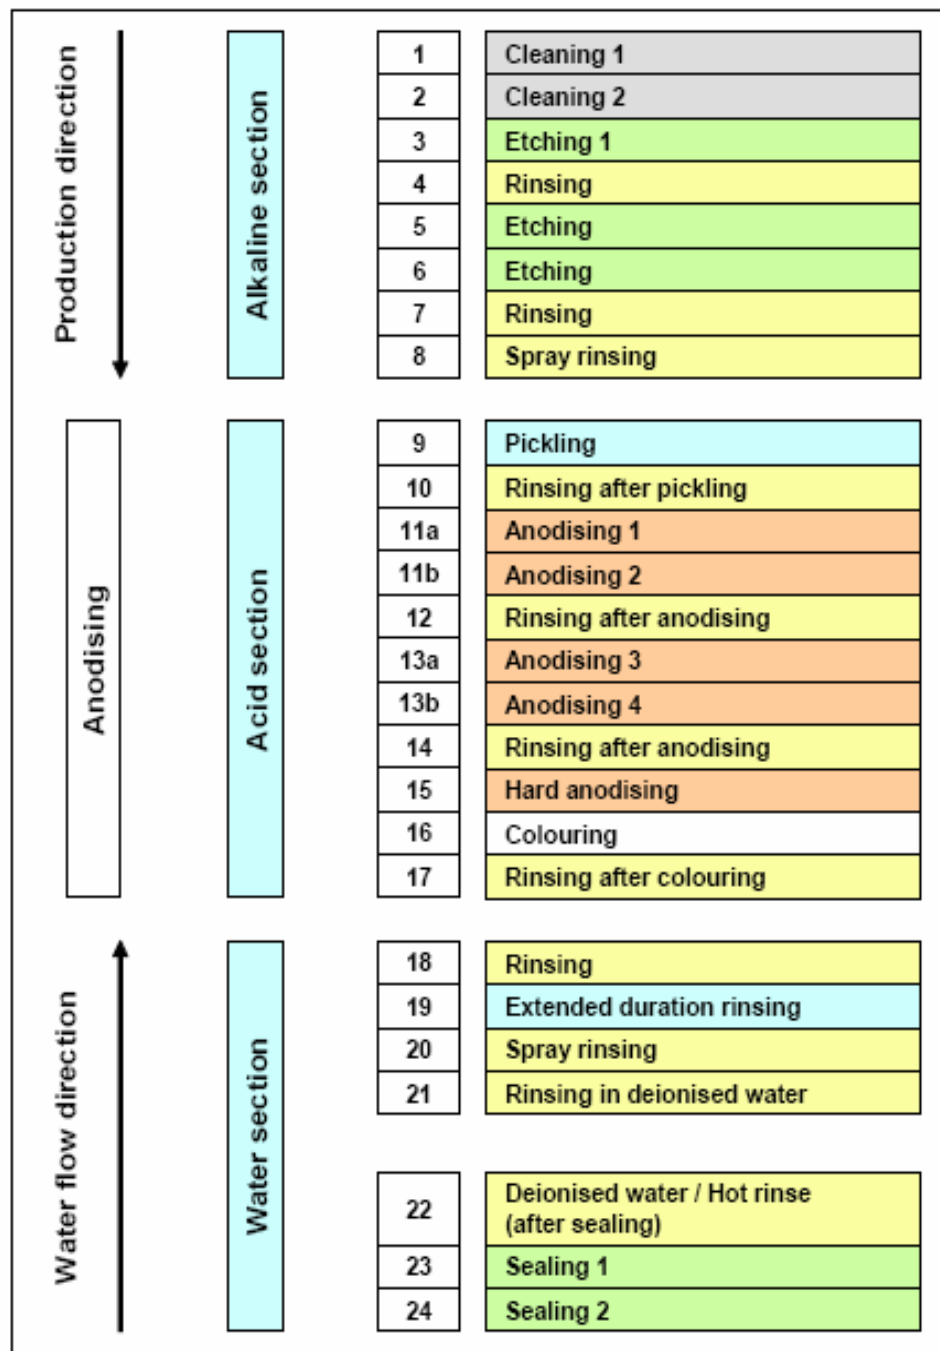 Production direction
Alkaline section
1 Cleaning 1
2 Cleaning 2
3 Etching 1
4 Rinsing
5 Etching
6 Etching
7 Rinsing
8 Spray rinsing
Anodising
Acid section
9 Pickling
10 Rinsing after pickling
11a Anodising 1
11b Anodising 2
12 Rinsing after anodising
13a Anodising 3
13b Anodising 4
14 Rinsing after anodising
15 Hard anodising
16 Colouring
17 Rinsing after colouring
Water flow direction
Water section
18 Rinsing
19 Extended duration rinsing
20 Spray rinsing
21 Rinsing in deionised water
22 Deionised water / Hot rinse
(after sealing)
23 Sealing 1
24 Sealing 2